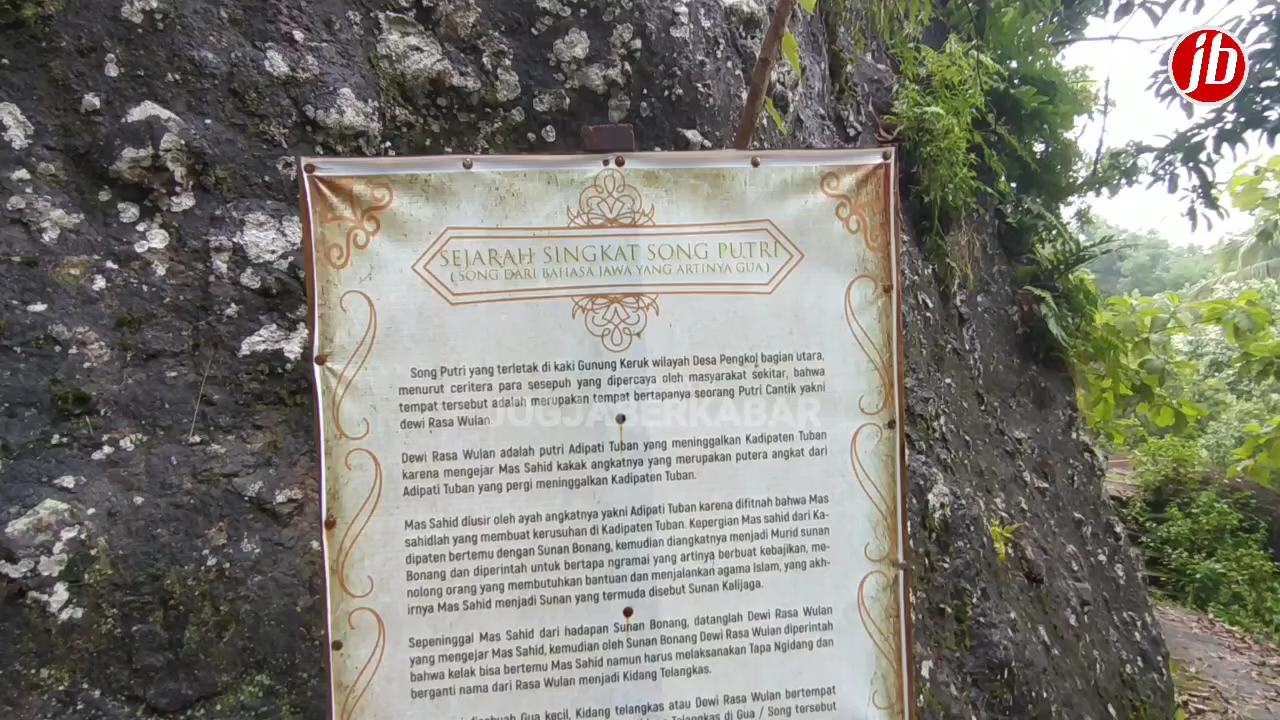 jb
SEJARAH SINGKAT SONG PUTRI
( SONG DARI BAHASA JAWA YANG ARTINYA GUA )
Song Putri yang terletak di kaki Gunung Keruk wilayah Desa Pengkol bagian utara,
menurut ceritera para sesepuh yang dipercaya oleh masyarakat sekitar, bahwa
tempat tersebut adalah merupakan tempat bertapanya seorang Putri Cantik yakni
dewi Rasa Wulan.
JOGJABERKABAR
Dewi Rasa Wulan adalah putri Adipati Tuban yang meninggalkan Kadipaten Tuban
karena mengejar Mas Sahid kakak angkatnya yang merupakan putera angkat dari
Adipati Tuban yang pergi meninggalkan Kadipaten Tuban.
Mas Sahid diusir oleh ayah angkatnya yakni Adipati Tuban karena difitnah bahwa Mas
sahidlah yang membuat kerusuhan di Kadipaten Tuban. Kepergian Mas sahid dari Ka-
dipaten bertemu dengan Sunan Bonang, kemudian diangkatnya menjadi Murid sunan
Bonang dan diperintah untuk bertapa ngramai yang artinya berbuat kebajikan, me-
nolong orang yang membutuhkan bantuan dan menjalankan agama Islam, yang akh-
irnya Mas Sahid menjadi Sunan yang termuda disebut Sunan Kalijaga.
Sepeninggal Mas Sahid dari hadapan Sunan Bonang, datanglah Dewi Rasa Wulan
yang mengejar Mas Sahid, kemudian oleh Sunan Bonang Dewi Rasa Wulan diperintah
bahwa kelak bisa bertemu Mas Sahid namun harus melaksanakan Tapa Ngidang dan
berganti nama dari Rasa Wulan menjadi Kidang Telangkas.
Gua kecil, Kidang telangkas atau Dewi Rasa Wulan bertempat
Telangkas di Gua / Song tersebut